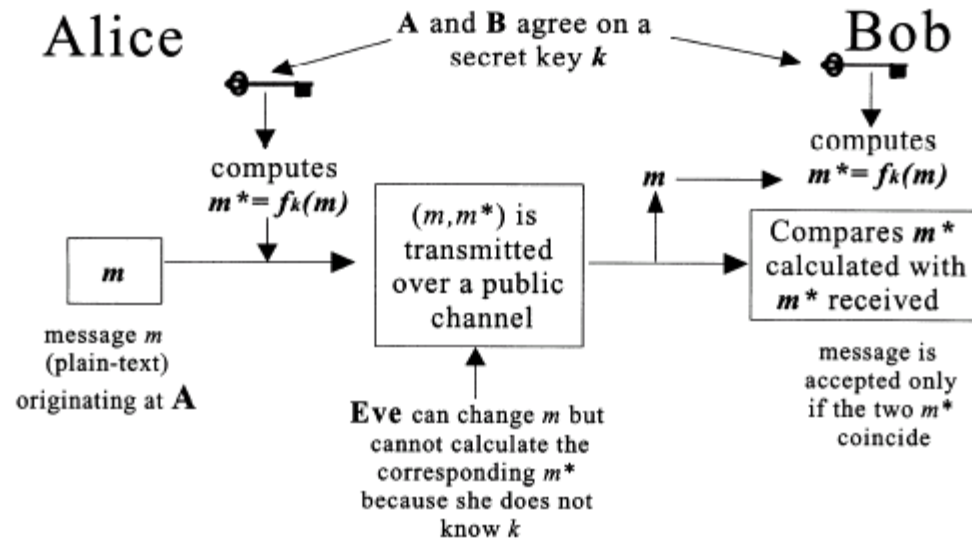 Alice
A and B agree on a
secret key k
Bob
computes
m*= fk(m)
m
computes
m*= fk(m)
m
(m,m*) is
transmitted
over a public
channel
Compares m*
calculated with
m* received
message m
(plain-text)
originating at A
Eve can change m but
cannot calculate the
corresponding m*
because she does not
know k
message is
accepted only
if the two m*
coincide